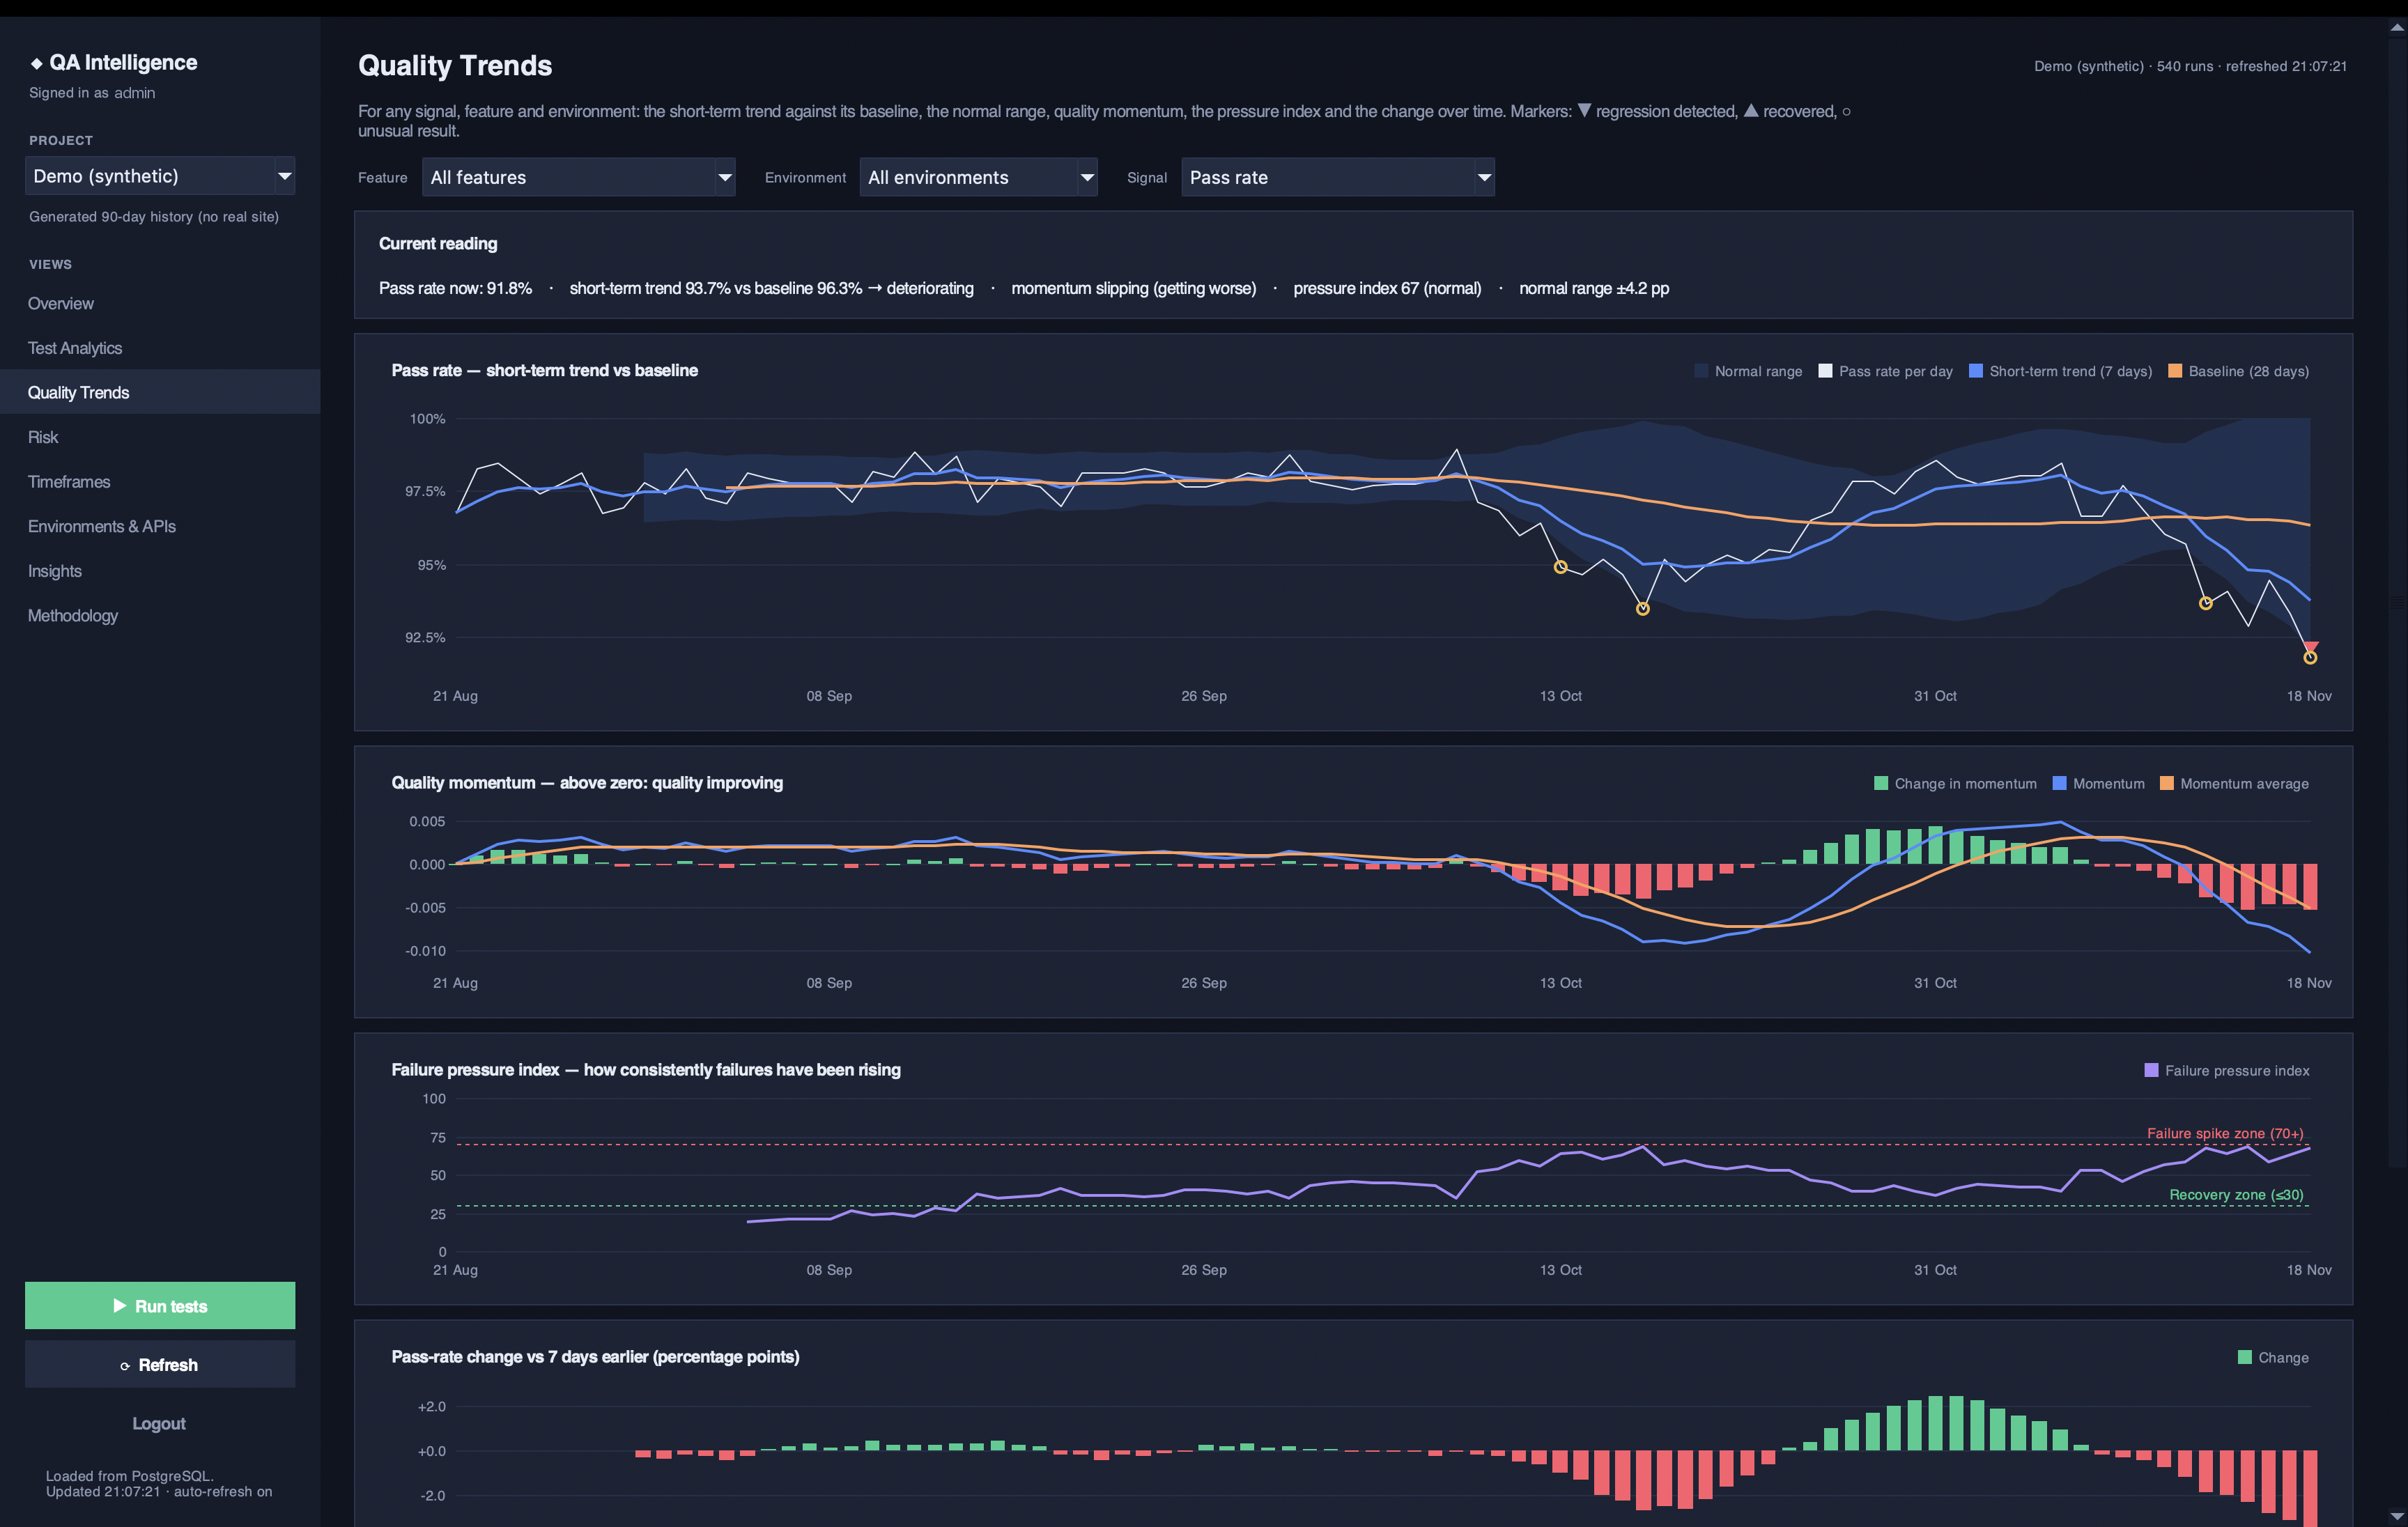 ◆ QA Intelligence
Signed in as admin
PROJECT
Demo (synthetic)
Generated 90-day history (no real site)
VIEWS
Overview
Test Analytics
Quality Trends
Risk
Timeframes
Environments & APIs
Insights
Methodology
▶ Run tests
⟳ Refresh
Logout
Loaded from PostgreSQL.
Updated 21:07:21 · auto-refresh on
Quality Trends
Demo (synthetic) · 540 runs · refreshed 21:07:21
For any signal, feature and environment: the short-term trend against its baseline, the normal range, quality momentum, the pressure index and the change over time. Markers: ▼ regression detected, ▲ recovered, ○
unusual result.
Feature All features Environment All environments Signal Pass rate
Current reading
Pass rate now: 91.8% · short-term trend 93.7% vs baseline 96.3% → deteriorating · momentum slipping (getting worse) · pressure index 67 (normal) · normal range ±4.2 pp
Pass rate — short-term trend vs baseline
Normal range Pass rate per day Short-term trend (7 days) Baseline (28 days)
100%
97.5%
95%
92.5%
21 Aug 08 Sep 26 Sep 13 Oct 31 Oct 18 Nov
Quality momentum — above zero: quality improving
Change in momentum Momentum Momentum average
0.005
0.000
-0.005
-0.010
21 Aug 08 Sep 26 Sep 13 Oct 31 Oct 18 Nov
Failure pressure index — how consistently failures have been rising
Failure pressure index
100
75
Failure spike zone (70+)
50
Recovery zone (≤30)
25
0
21 Aug 08 Sep 26 Sep 13 Oct 31 Oct 18 Nov
Pass-rate change vs 7 days earlier (percentage points)
Change
+2.0
+0.0
-2.0